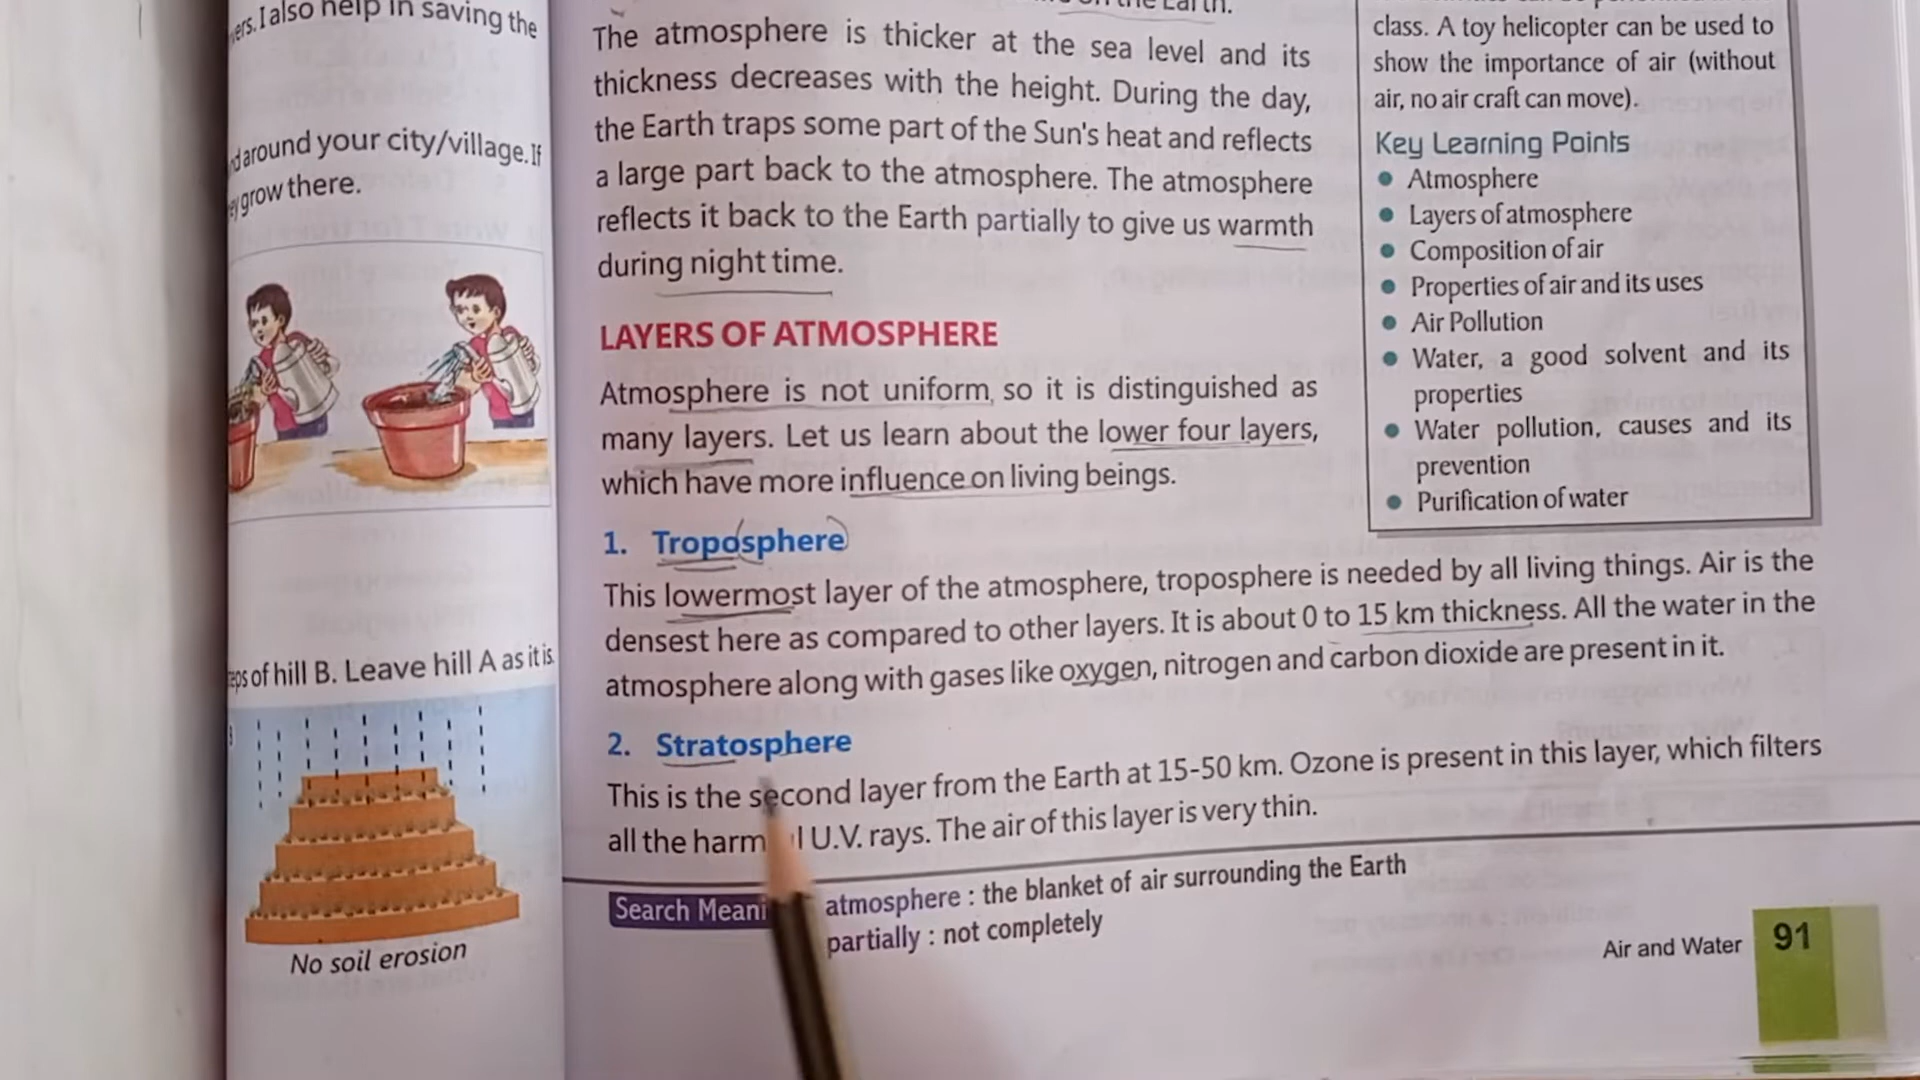 I also help in saving the
around your city/village. If
grow there.
of hill B. Leave hill A as it is.
No soil erosion
The atmosphere is thicker at the sea level and its
thickness decreases with the height. During the day,
the Earth traps some part of the Sun's heat and reflects
a large part back to the atmosphere. The atmosphere
reflects it back to the Earth partially to give us warmth
during night time.
LAYERS OF ATMOSPHERE
Atmosphere is not uniform, so it is distinguished as
many layers. Let us learn about the lower four layers,
which have more influence on living beings.
1. Troposphere
This lowermost layer of the atmosphere, troposphere is needed by all living things. Air is the
densest here as compared to other layers. It is about 0 to 15 km thickness. All the water in the
atmosphere along with gases like oxygen, nitrogen and carbon dioxide are present in it.
2. Stratosphere
This is the second layer from the Earth at 15-50 km. Ozone is present in this layer, which filters
all the U.V. rays. The air of this layer is very thin.
class. A toy helicopter can be used to
show the importance of air (without
air, no air craft can move).
Key Learning Points
● Atmosphere
● Layers of atmosphere
● Composition of air
● Properties of air and its uses
● Air Pollution
● Water, a good solvent and its
properties
● Water pollution, causes and its
prevention
● Purification of water
Search
atmosphere : the blanket of air surrounding the Earth
partially : not completely
Air and Water 91